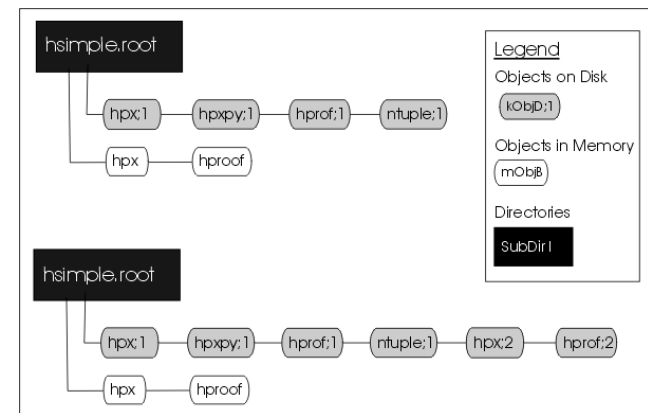 hsimple.root
hpx;1 hpxpy;1 hprof;1 ntuple;1
hpx hproof
hsimple.root
hpx;1 hpxpy;1 hprof;1 ntuple;1 hpx;2 hprof;2
hpx hproof
Legend
Objects on Disk
kObjD;1
Objects in Memory
mObjB
Directories
SubDir1